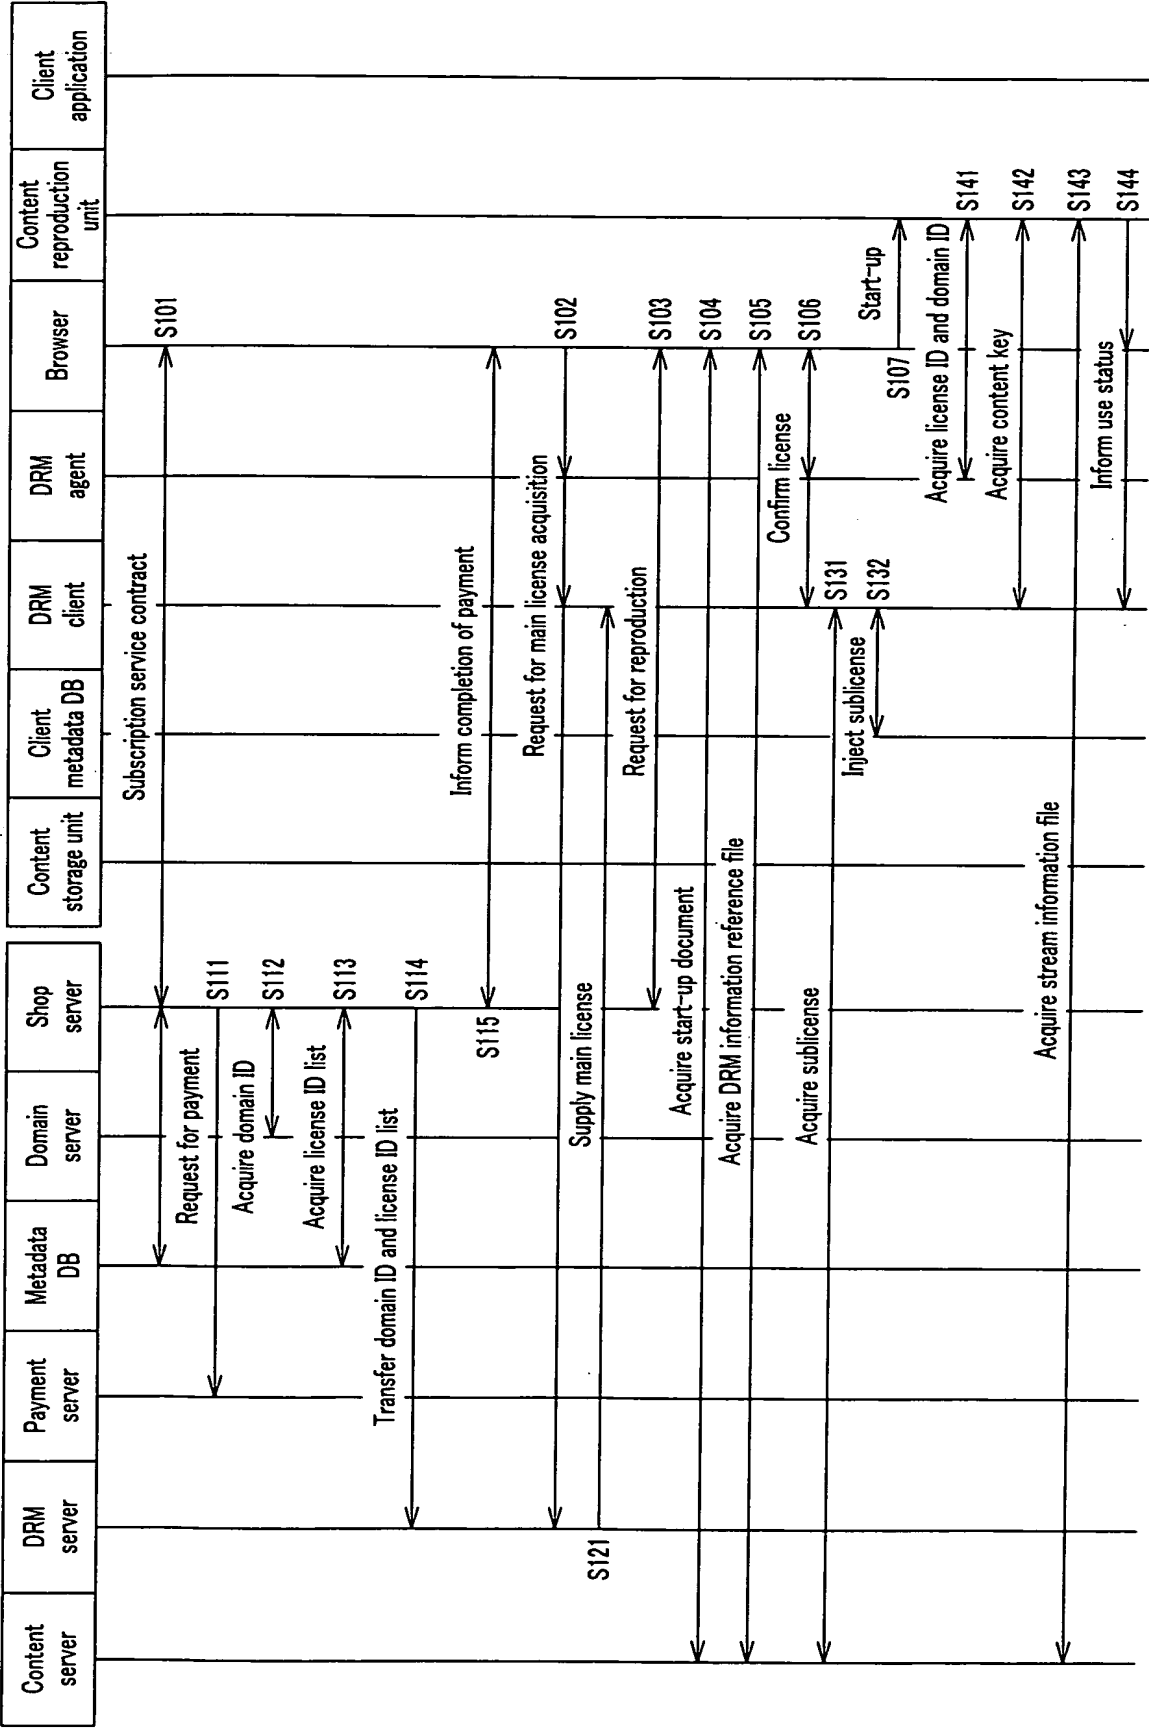 Content
server
DRM
server
Payment
server
Metadata
DB
Domain
server
Shop
server
Content
storage unit
Client
metadata DB
DRM
client
DRM
agent
Browser
Content
reproduction
unit
Client
application
Subscription service contract
S101
Request for payment
S111
Acquire domain ID
S112
Acquire license ID list
S113
Transfer domain ID and license ID list
S114
Inform completion of payment
S115
Request for main license acquisition
S102
Supply main license
S121
Request for reproduction
S103
Acquire start-up document
S104
Acquire DRM information reference file
S105
Confirm license
S106
Acquire sublicense
S131
Inject sublicense
S132
Start-up
S107
Acquire license ID and domain ID
S141
Acquire content key
S142
Acquire stream information file
S143
Inform use status
S144